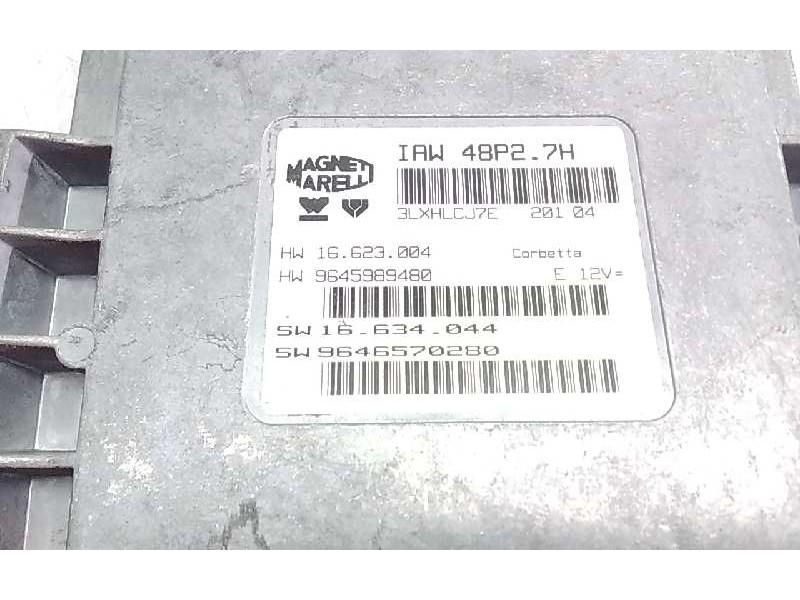 MAGNETI
MARELLI
IAW 48P2.7H
3LXHLCJ7E 201 04
HW 16.623.004 Corbetta
HW 9645989480 E 12V=
SW 16.634.044
SW 9646570280